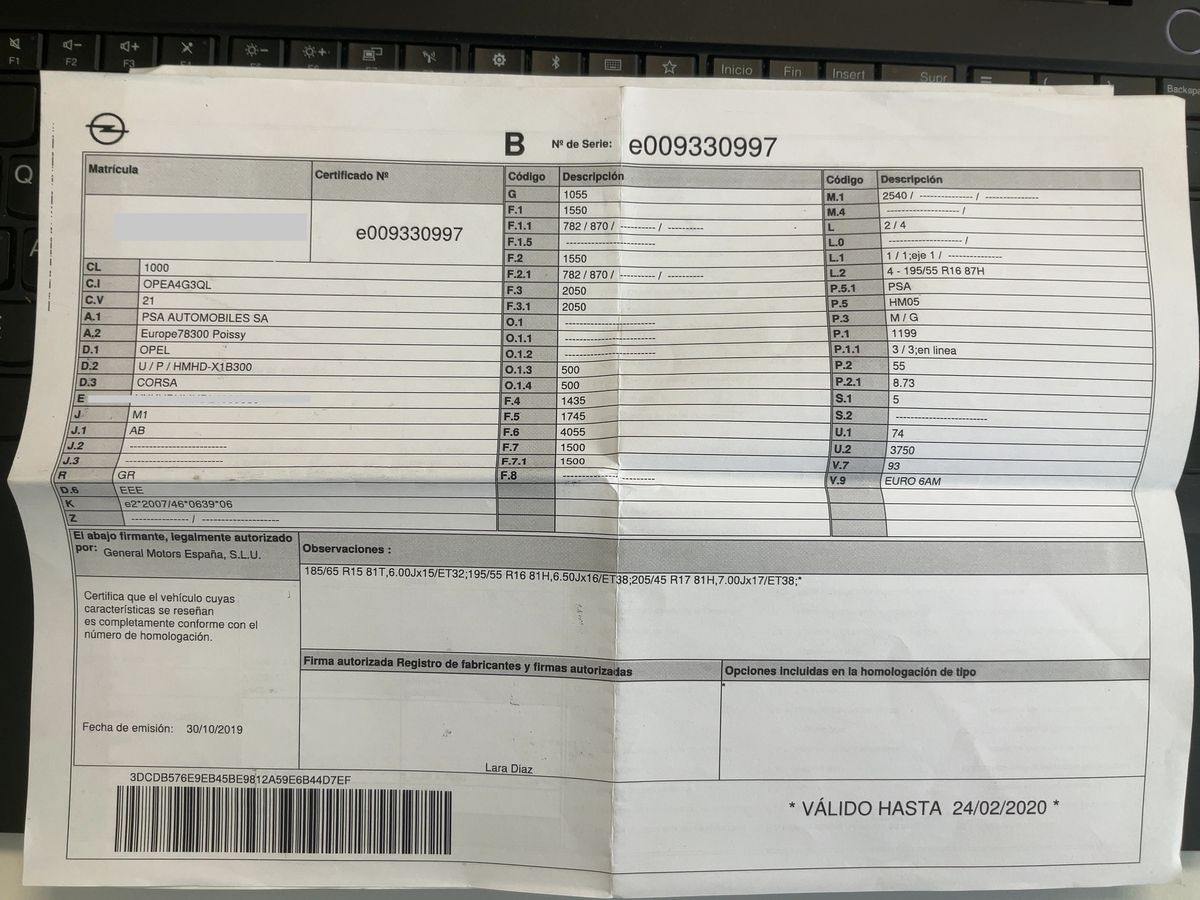 F1
F2
F3
F4
Inicio
Fin
Insert
Supr
Backspa
Q
A
B Nº de Serie: e009330997
Matrícula
Certificado Nº
e009330997
CL 1000
C.I OPEA4G3QL
C.V 21
A.1 PSA AUTOMOBILES SA
A.2 Europe78300 Poissy
D.1 OPEL
D.2 U / P / HMHD-X1B300
D.3 CORSA
E
J M1
J.1 AB
J.2 --------------------------
J.3 --------------------------
R GR
D.6 EEE
K e2*2007/46*0639*06
Z --------------- / --------------------
Código Descripción
G 1055
F.1 1550
F.1.1 782 / 870 / --------- / ---------
F.1.5 -----------------------
F.2 1550
F.2.1 782 / 870 / --------- / ---------
F.3 2050
F.3.1 2050
O.1 -----------------------
O.1.1 -----------------------
O.1.2 -----------------------
O.1.3 500
O.1.4 500
F.4 1435
F.5 1745
F.6 4055
F.7 1500
F.7.1 1500
F.8 -----------------------
Código Descripción
M.1 2540 / -------------- / --------------
M.4 ------------------- /
L 2 / 4
L.0 ------------------- /
L.1 1 / 1;eje 1 / --------------
L.2 4 - 195/55 R16 87H
P.5.1 PSA
P.5 HM05
P.3 M / G
P.1 1199
P.1.1 3 / 3;en linea
P.2 55
P.2.1 8.73
S.1 5
S.2 -----------------------
U.1 74
U.2 3750
V.7 93
V.9 EURO 6AM
El abajo firmante, legalmente autorizado
por: General Motors España, S.L.U.
Certifica que el vehículo cuyas
características se reseñan
es completamente conforme con el
número de homologación.
Fecha de emisión: 30/10/2019
Observaciones :
185/65 R15 81T,6.00Jx15/ET32;195/55 R16 81H,6.50Jx16/ET38;205/45 R17 81H,7.00Jx17/ET38;*
Firma autorizada Registro de fabricantes y firmas autorizadas
Lara Diaz
Opciones incluidas en la homologación de tipo
*
3DCDB576E9EB45BE9812A59E6B44D7EF
* VÁLIDO HASTA 24/02/2020 *